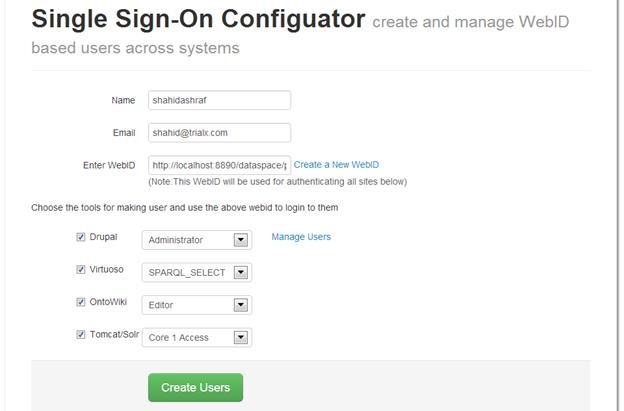 Single Sign-On Configuator create and manage WebID
based users across systems
Name shahidashraf
Email shahid@trialx.com
Enter WebID http://localhost:8890/dataspace/p Create a New WebID
(Note:This WebID will be used for authenticating all sites below)
Choose the tools for making user and use the above webid to login to them
Drupal Administrator Manage Users
Virtuoso SPARQL_SELECT
OntoWiki Editor
Tomcat/Solr Core 1 Access
Create Users